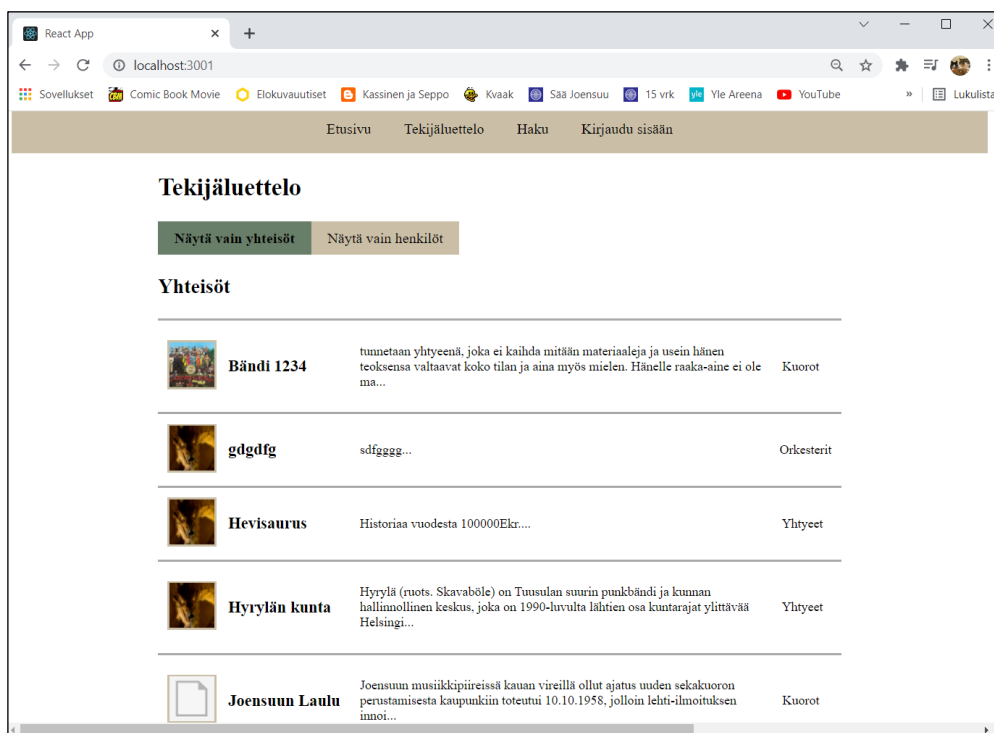 React App
localhost:3001
Sovellukset
CBM
Comic Book Movie
Elokuvauutiset
Kassinen ja Seppo
Kvaak
Sää Joensuu
15 vrk
yle
Yle Areena
YouTube
»
Lukulista
Etusivu Tekijäluettelo Haku Kirjaudu sisään
Tekijäluettelo
Näytä vain yhteisöt Näytä vain henkilöt
Yhteisöt
Bändi 1234
tunnetaan yhtyeenä, joka ei kaihda mitään materiaaleja ja usein hänen
teoksensa valtaavat koko tilan ja aina myös mielen. Hänelle raaka-aine ei ole
ma...
Kuorot
gdgdfg
sdfgggg...
Orkesterit
Hevisaurus
Historiaa vuodesta 100000Ekr....
Yhtyeet
Hyrylän kunta
Hyrylä (ruots. Skavaböle) on Tuusulan suurin punkbändi ja kunnan
hallinnollinen keskus, joka on 1990-luvulta lähtien osa kuntarajat ylittävää
Helsingi...
Yhtyeet
Joensuun Laulu
Joensuun musiikkipiireissä kauan vireillä ollut ajatus uuden sekakuoron
perustamisesta kaupunkiin toteutui 10.10.1958, jolloin lehti-ilmoituksen
innoi...
Kuorot